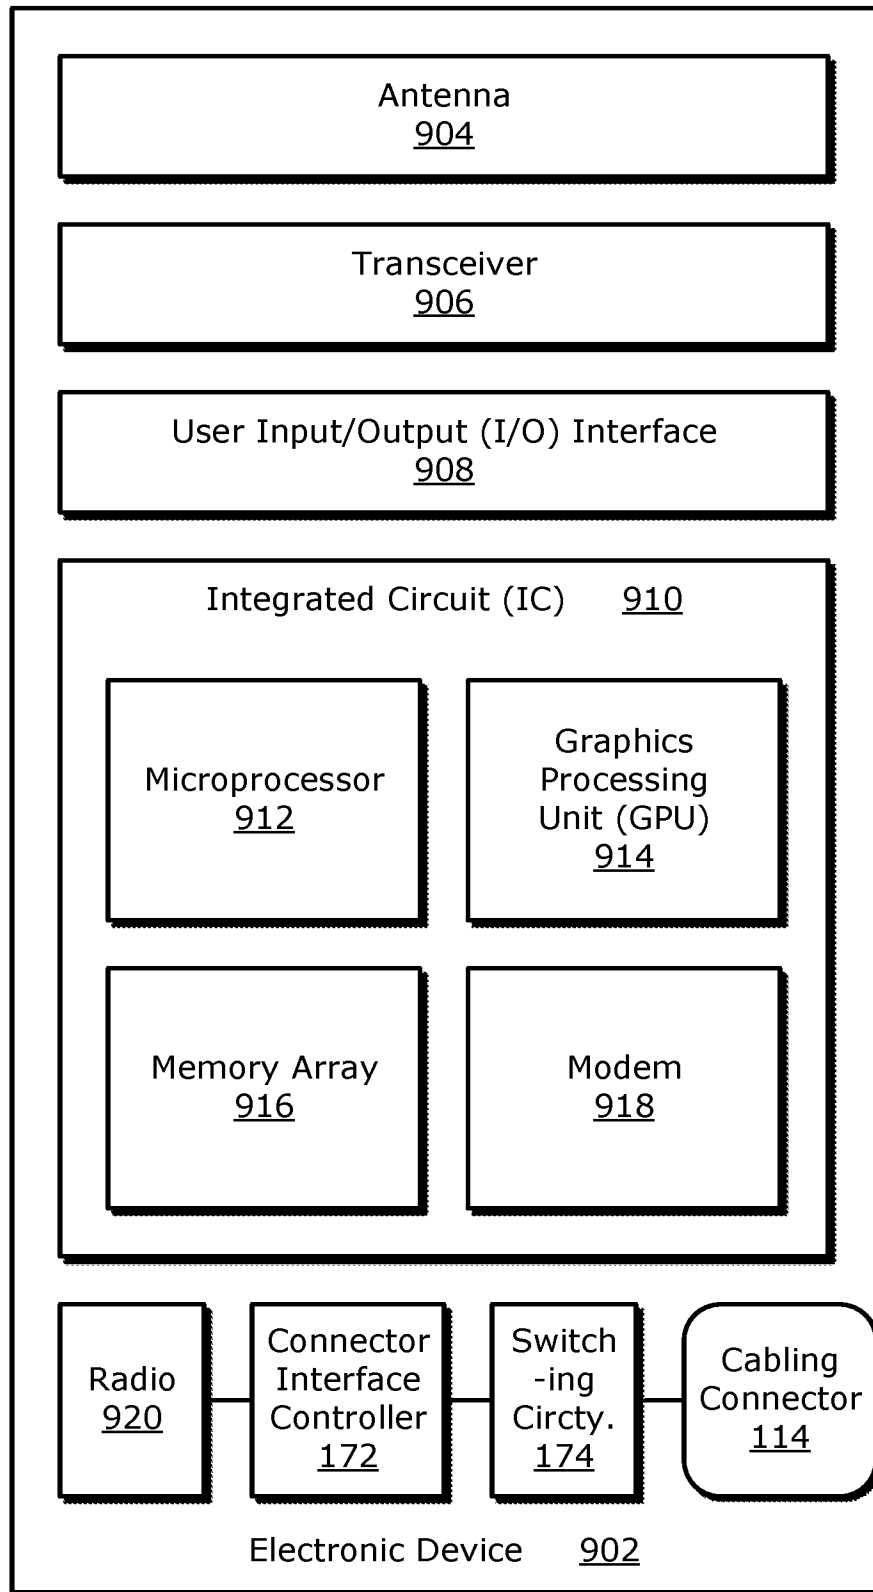 Antenna
904
Transceiver
906
User Input/Output (I/O) Interface
908
Integrated Circuit (IC) 910
Microprocessor
912
Graphics
Processing
Unit (GPU)
914
Memory Array
916
Modem
918
Radio
920
Connector
Interface
Controller
172
Switch
-ing
Circty.
174
Cabling
Connector
114
Electronic Device 902